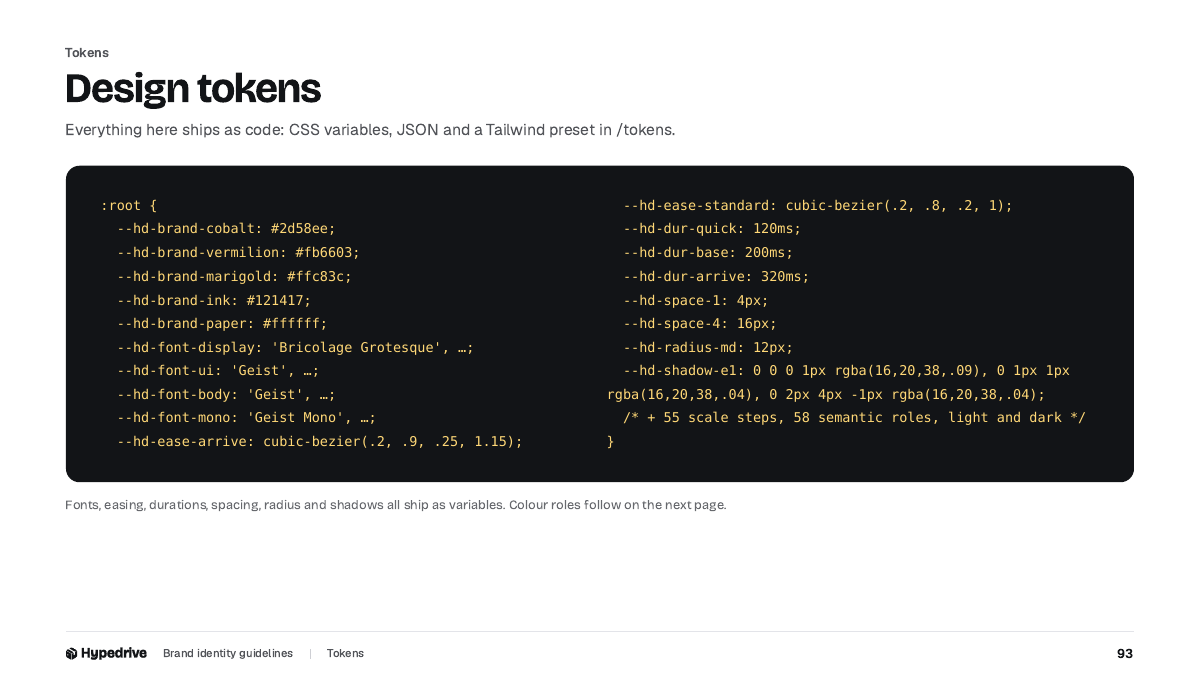 Tokens
Design tokens
Everything here ships as code: CSS variables, JSON and a Tailwind preset in /tokens.
:root {
  --hd-brand-cobalt: #2d58ee;
  --hd-brand-vermilion: #fb6603;
  --hd-brand-marigold: #ffc83c;
  --hd-brand-ink: #121417;
  --hd-brand-paper: #ffffff;
  --hd-font-display: 'Bricolage Grotesque', …;
  --hd-font-ui: 'Geist', …;
  --hd-font-body: 'Geist', …;
  --hd-font-mono: 'Geist Mono', …;
  --hd-ease-arrive: cubic-bezier(.2, .9, .25, 1.15);
  --hd-ease-standard: cubic-bezier(.2, .8, .2, 1);
  --hd-dur-quick: 120ms;
  --hd-dur-base: 200ms;
  --hd-dur-arrive: 320ms;
  --hd-space-1: 4px;
  --hd-space-4: 16px;
  --hd-radius-md: 12px;
  --hd-shadow-e1: 0 0 0 1px rgba(16,20,38,.09), 0 1px 1px
rgba(16,20,38,.04), 0 2px 4px -1px rgba(16,20,38,.04);
  /* + 55 scale steps, 58 semantic roles, light and dark */
}
Fonts, easing, durations, spacing, radius and shadows all ship as variables. Colour roles follow on the next page.
Hypedrive Brand identity guidelines | Tokens 93